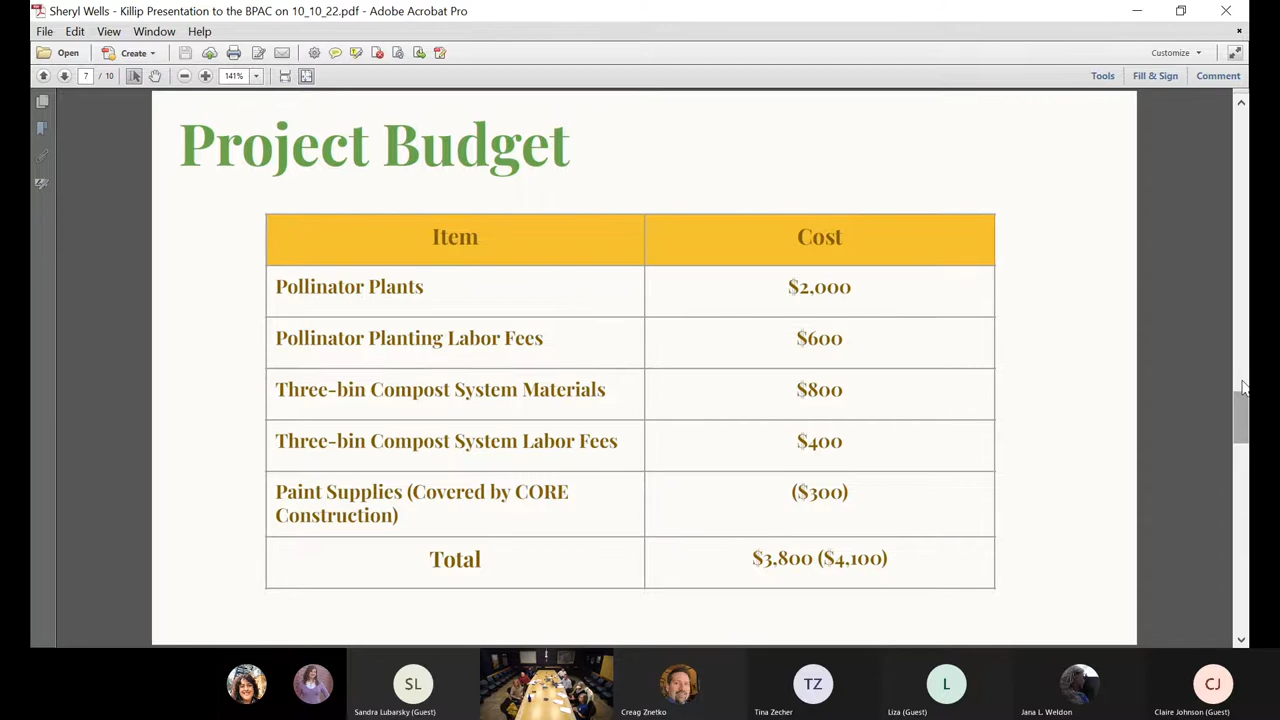 Sheryl Wells - Killip Presentation to the BPAC on 10_10_22.pdf - Adobe Acrobat Pro
File Edit View Window Help
Open Create Customize
7 / 10 141% Tools Fill & Sign Comment
Project Budget
Item Cost
Pollinator Plants $2,000
Pollinator Planting Labor Fees $600
Three-bin Compost System Materials $800
Three-bin Compost System Labor Fees $400
Paint Supplies (Covered by CORE ($300)
Construction)
Total $3,800 ($4,100)
SL TZ L CJ
Sandra Lubarsky (Guest) Creag Znetko Tina Zecher Liza (Guest) Jana L. Weldon Claire Johnson (Guest)